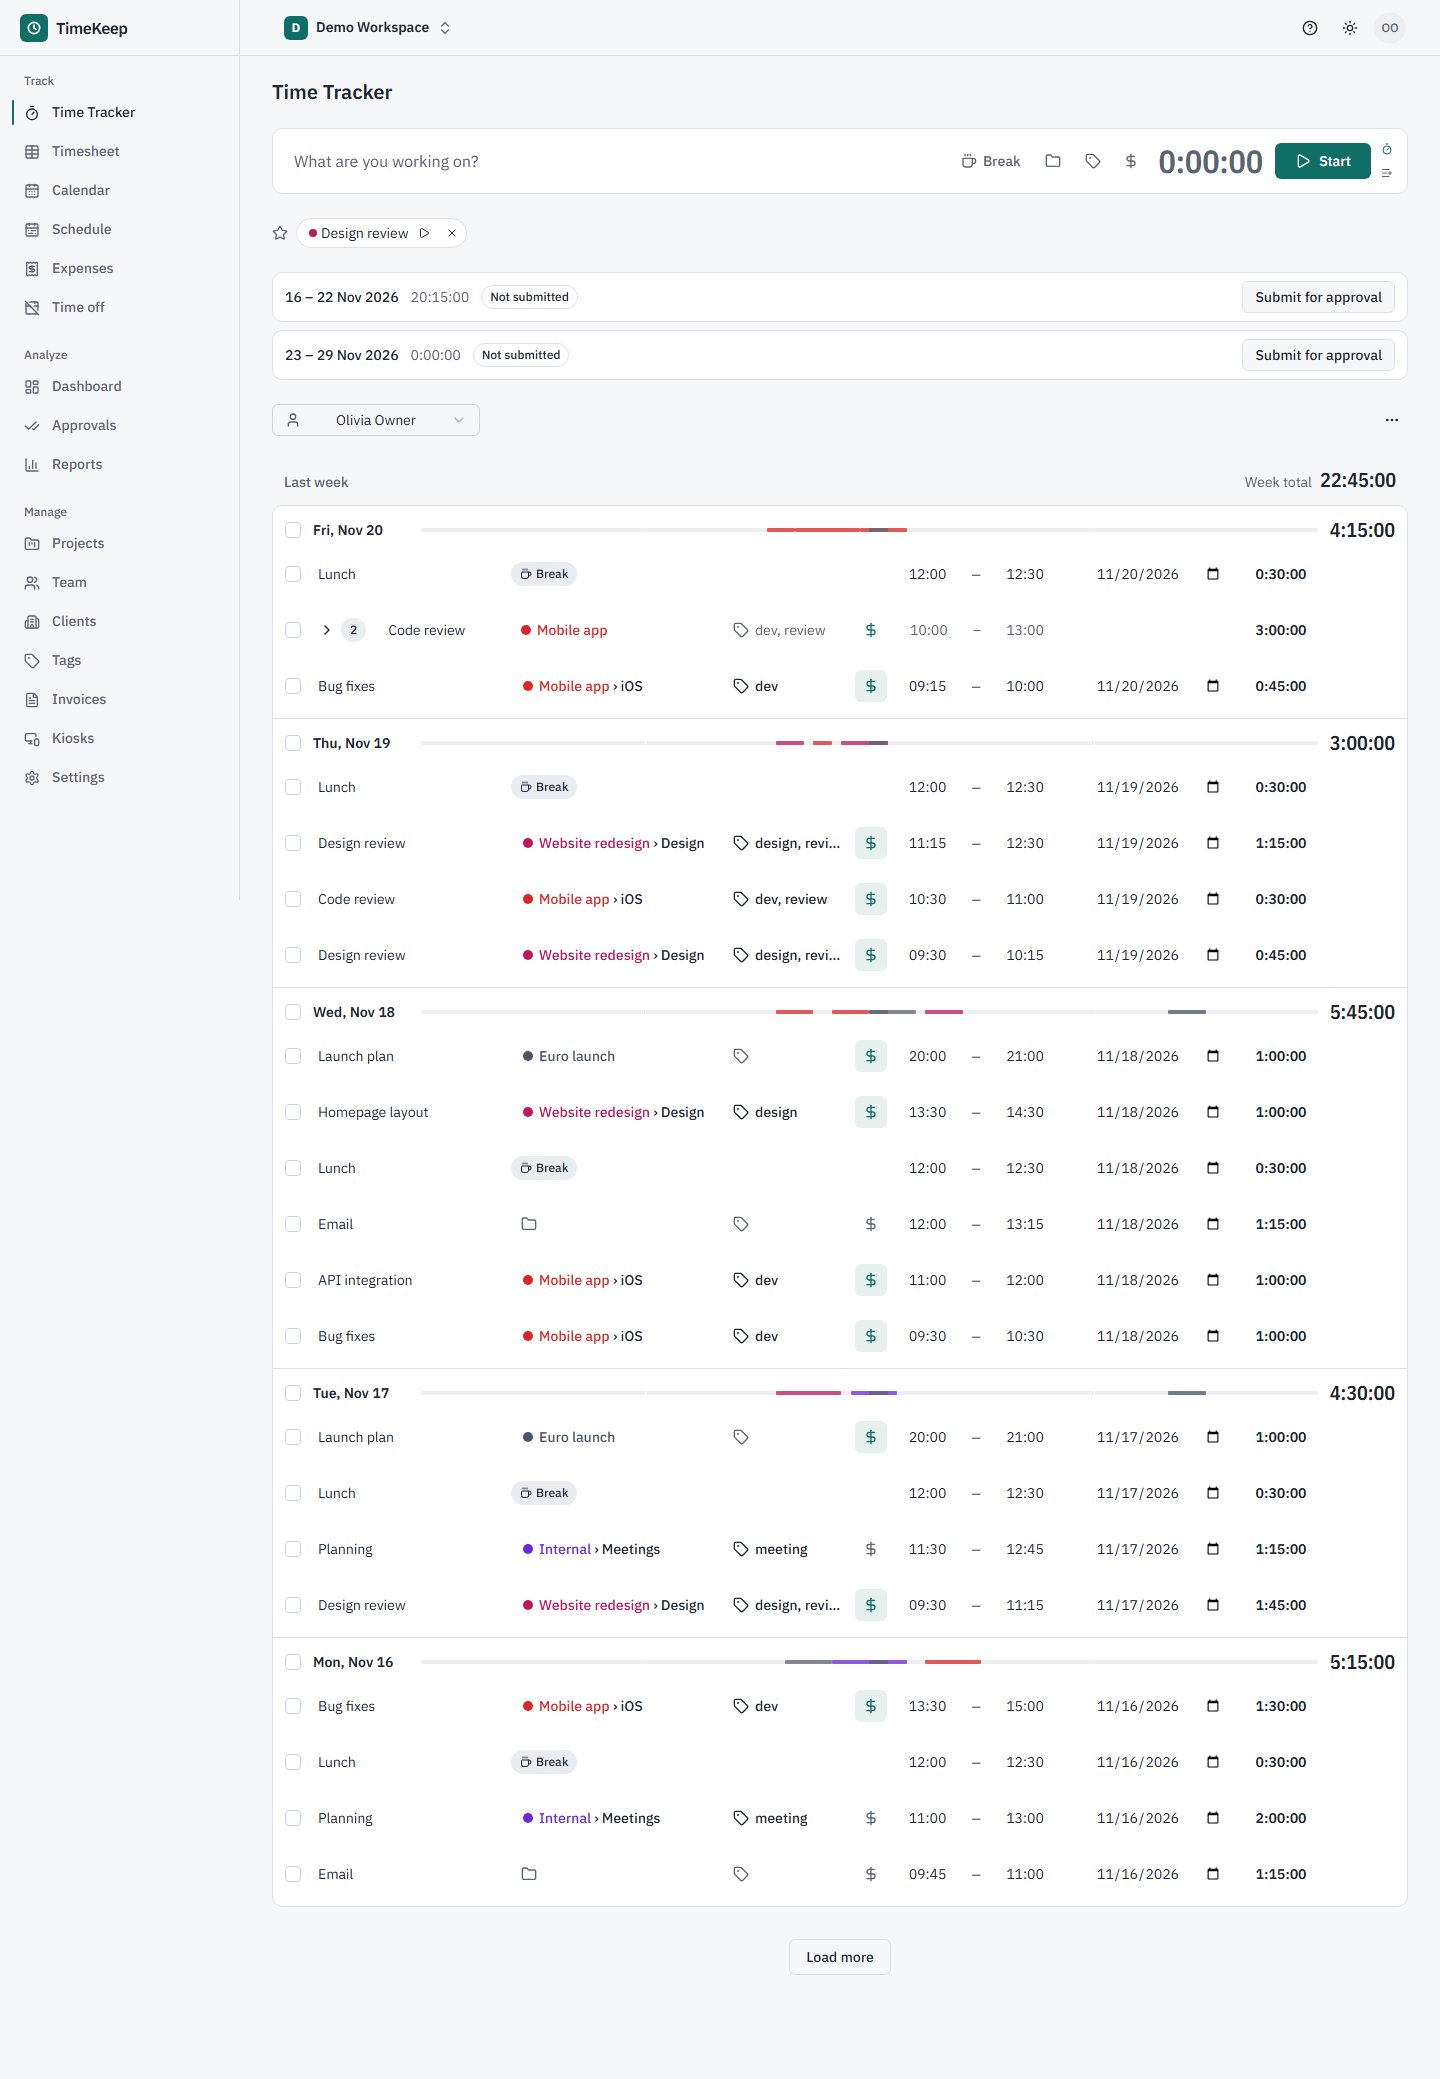 TimeKeep
D Demo Workspace
OO
Track
Time Tracker
Timesheet
Calendar
Schedule
Expenses
Time off
Analyze
Dashboard
Approvals
Reports
Manage
Projects
Team
Clients
Tags
Invoices
Kiosks
Settings
Time Tracker
What are you working on? Break $ 0:00:00 Start
Design review
16 – 22 Nov 2026 20:15:00 Not submitted Submit for approval
23 – 29 Nov 2026 0:00:00 Not submitted Submit for approval
Olivia Owner
Last week Week total 22:45:00
Fri, Nov 20 4:15:00
Lunch Break 12:00 – 12:30 11/20/2026 0:30:00
2 Code review Mobile app dev, review $ 10:00 – 13:00 3:00:00
Bug fixes Mobile app › iOS dev $ 09:15 – 10:00 11/20/2026 0:45:00
Thu, Nov 19 3:00:00
Lunch Break 12:00 – 12:30 11/19/2026 0:30:00
Design review Website redesign › Design design, revi... $ 11:15 – 12:30 11/19/2026 1:15:00
Code review Mobile app › iOS dev, review $ 10:30 – 11:00 11/19/2026 0:30:00
Design review Website redesign › Design design, revi... $ 09:30 – 10:15 11/19/2026 0:45:00
Wed, Nov 18 5:45:00
Launch plan Euro launch $ 20:00 – 21:00 11/18/2026 1:00:00
Homepage layout Website redesign › Design design $ 13:30 – 14:30 11/18/2026 1:00:00
Lunch Break 12:00 – 12:30 11/18/2026 0:30:00
Email $ 12:00 – 13:15 11/18/2026 1:15:00
API integration Mobile app › iOS dev $ 11:00 – 12:00 11/18/2026 1:00:00
Bug fixes Mobile app › iOS dev $ 09:30 – 10:30 11/18/2026 1:00:00
Tue, Nov 17 4:30:00
Launch plan Euro launch $ 20:00 – 21:00 11/17/2026 1:00:00
Lunch Break 12:00 – 12:30 11/17/2026 0:30:00
Planning Internal › Meetings meeting $ 11:30 – 12:45 11/17/2026 1:15:00
Design review Website redesign › Design design, revi... $ 09:30 – 11:15 11/17/2026 1:45:00
Mon, Nov 16 5:15:00
Bug fixes Mobile app › iOS dev $ 13:30 – 15:00 11/16/2026 1:30:00
Lunch Break 12:00 – 12:30 11/16/2026 0:30:00
Planning Internal › Meetings meeting $ 11:00 – 13:00 11/16/2026 2:00:00
Email $ 09:45 – 11:00 11/16/2026 1:15:00
Load more